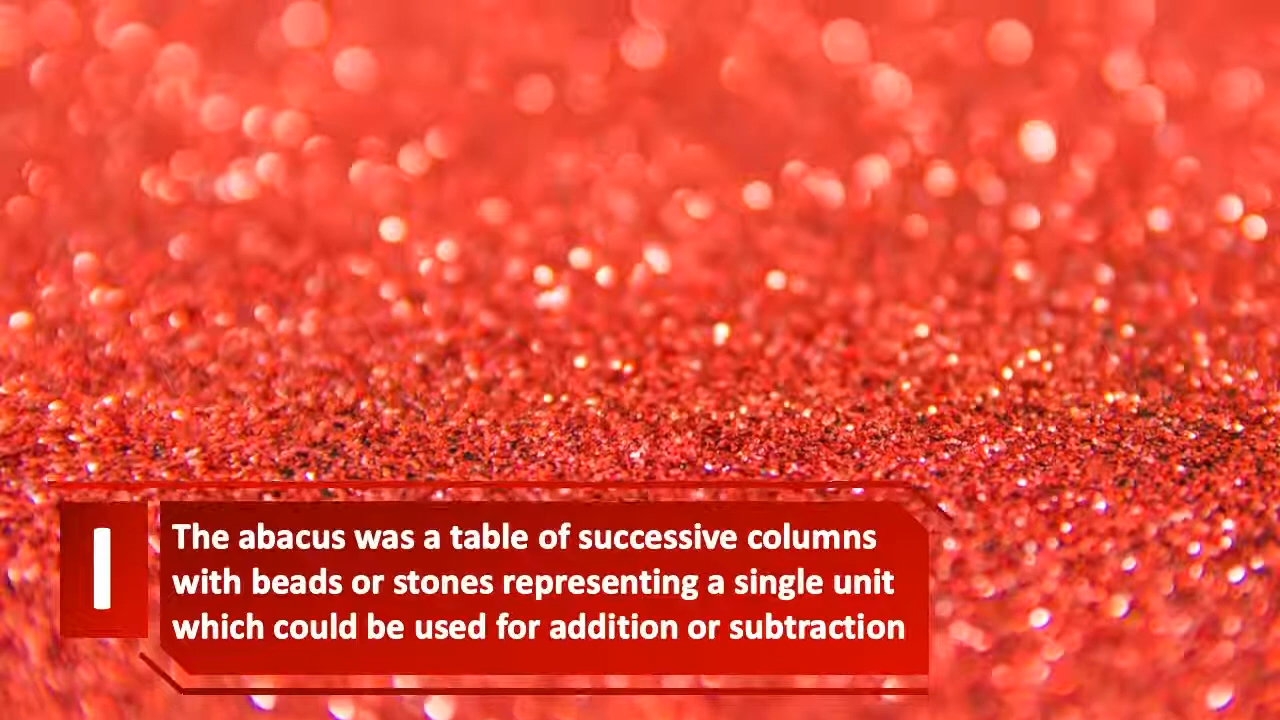 I
The abacus was a table of successive columns
with beads or stones representing a single unit
which could be used for addition or subtraction